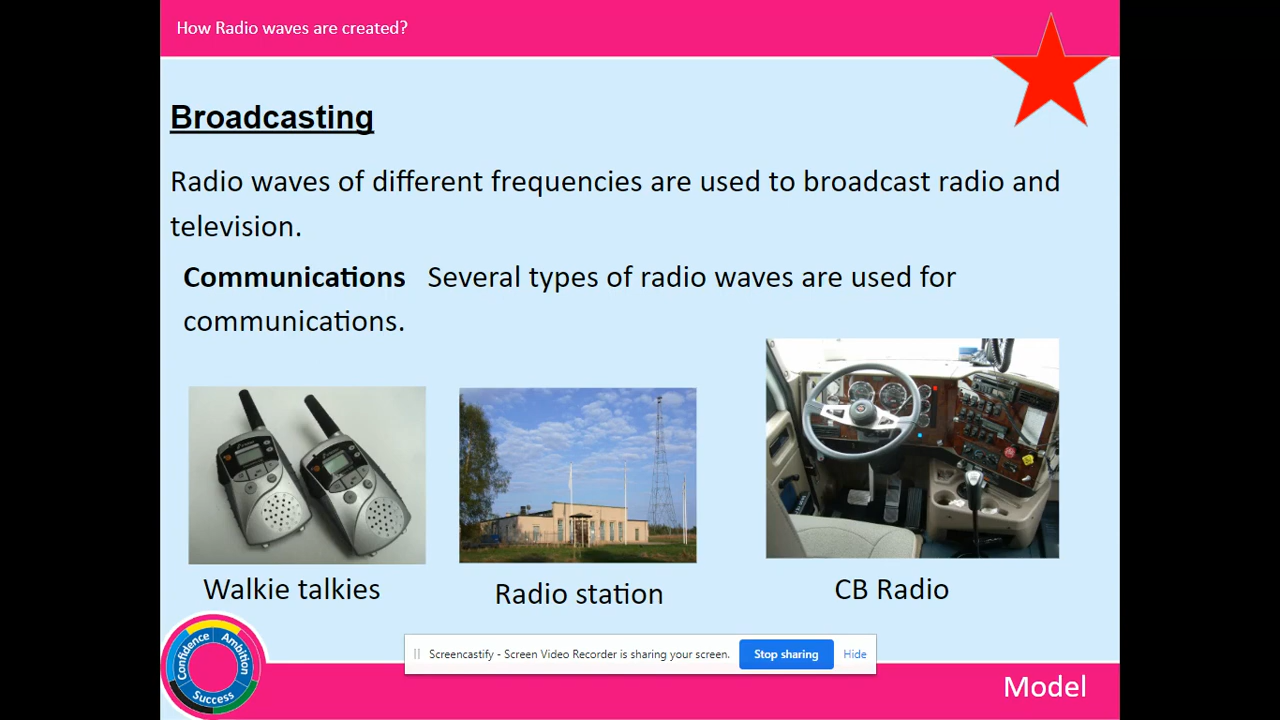 How Radio waves are created?
Broadcasting
Radio waves of different frequencies are used to broadcast radio and
television.
Communications Several types of radio waves are used for
communications.
Walkie talkies
Radio station
CB Radio
Screencastify - Screen Video Recorder is sharing your screen.
Stop sharing
Hide
Confidence
Ambition
Success
Model